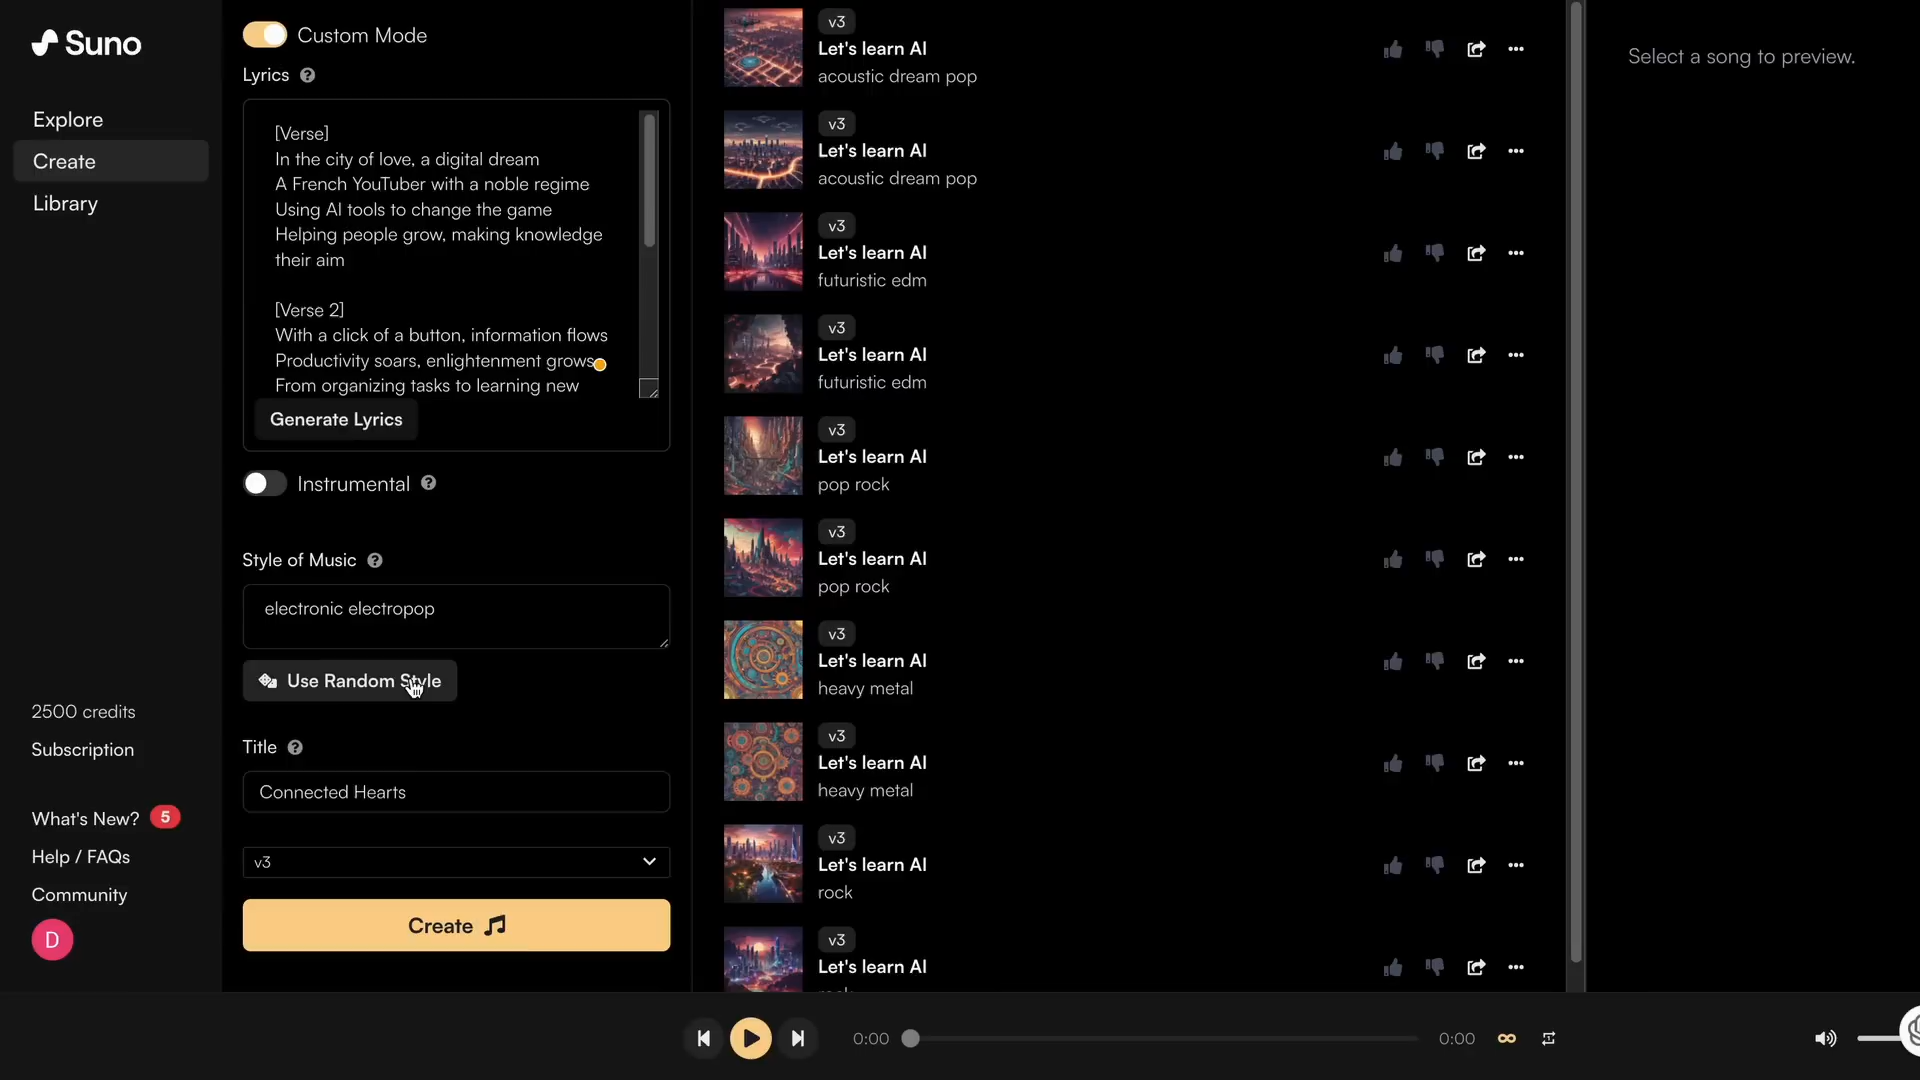 Suno
Explore
Create
Library
2500 credits
Subscription
What's New? 5
Help / FAQs
Community
D
Custom Mode
Lyrics
[Verse]
In the city of love, a digital dream
A French YouTuber with a noble regime
Using AI tools to change the game
Helping people grow, making knowledge
their aim
[Verse 2]
With a click of a button, information flows
Productivity soars, enlightenment grows
From organizing tasks to learning new
Generate Lyrics
Instrumental
Style of Music
electronic electropop
Use Random Style
Title
Connected Hearts
v3
Create
v3
Let's learn AI
acoustic dream pop
v3
Let's learn AI
acoustic dream pop
v3
Let's learn AI
futuristic edm
v3
Let's learn AI
futuristic edm
v3
Let's learn AI
pop rock
v3
Let's learn AI
pop rock
v3
Let's learn AI
heavy metal
v3
Let's learn AI
heavy metal
v3
Let's learn AI
rock
v3
Let's learn AI
Select a song to preview.
0:00
0:00